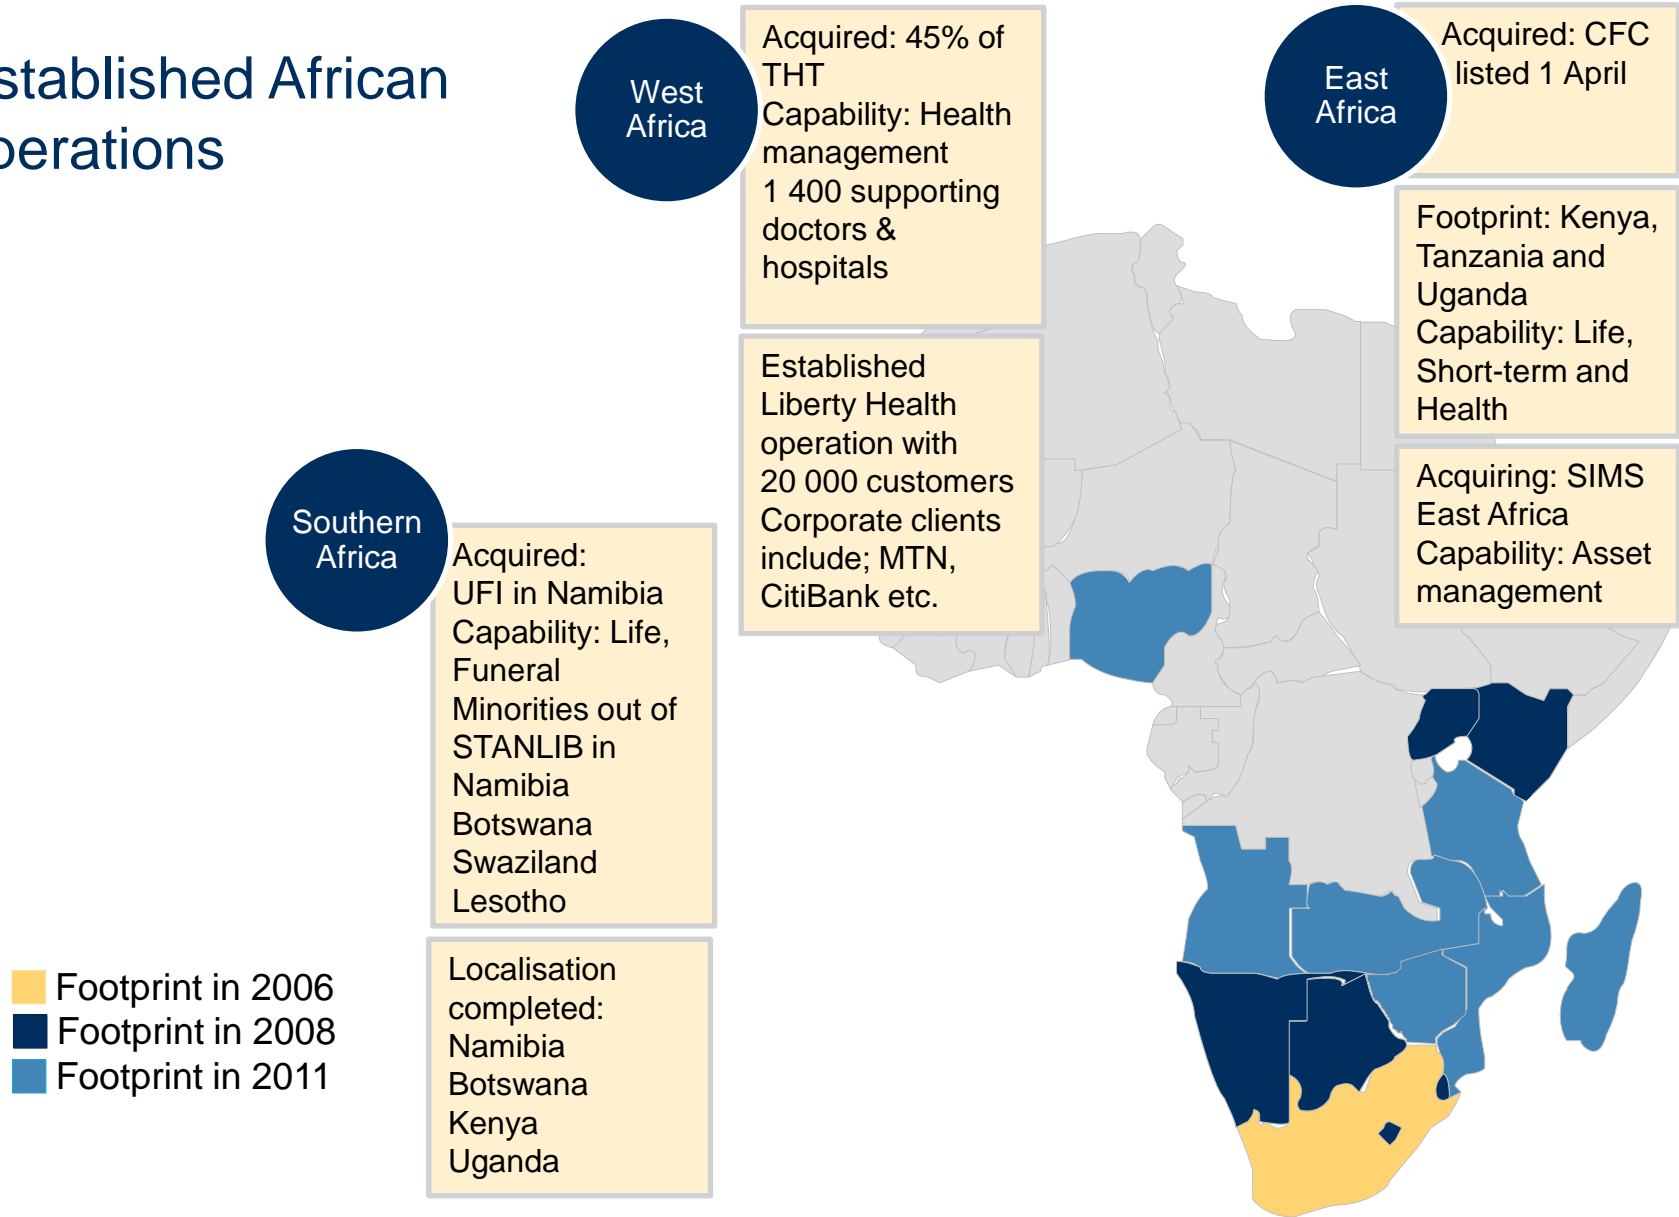 stablished African
perations
West
Africa
Acquired: 45% of
THT
Capability: Health
management
1 400 supporting
doctors &
hospitals
Established
Liberty Health
operation with
20 000 customers
Corporate clients
include; MTN,
CitiBank etc.
East
Africa
Acquired: CFC
listed 1 April
Footprint: Kenya,
Tanzania and
Uganda
Capability: Life,
Short-term and
Health
Acquiring: SIMS
East Africa
Capability: Asset
management
Southern
Africa
Acquired:
UFI in Namibia
Capability: Life,
Funeral
Minorities out of
STANLIB in
Namibia
Botswana
Swaziland
Lesotho
Localisation
completed:
Namibia
Botswana
Kenya
Uganda
Footprint in 2006
Footprint in 2008
Footprint in 2011